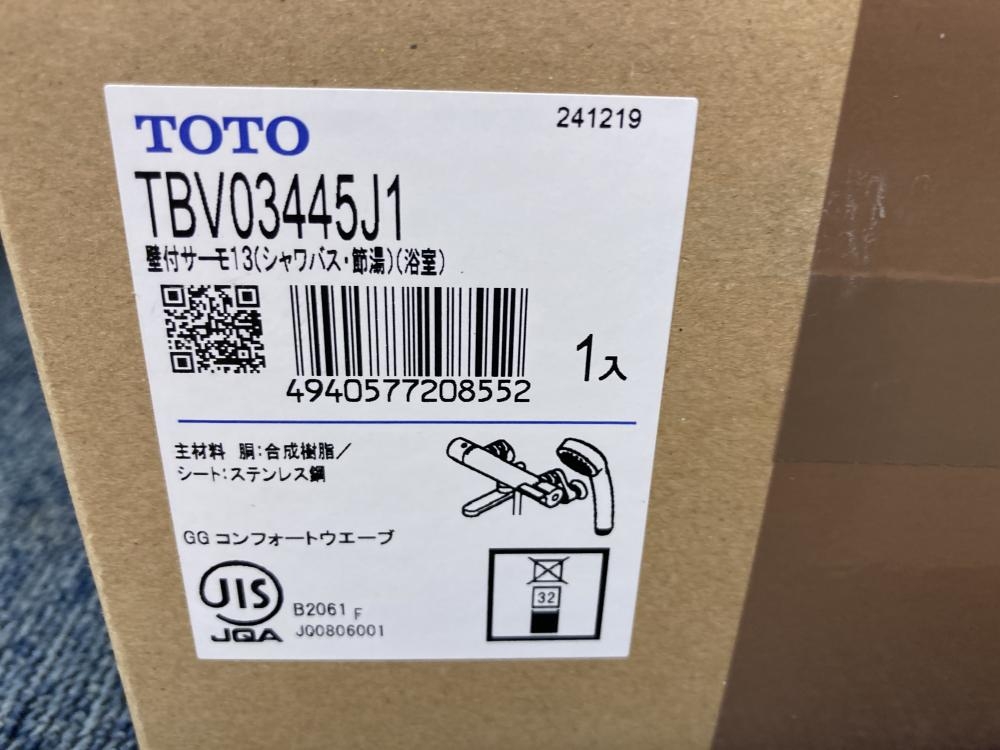 241219
TOTO
TBV03445J1
壁付サーモ13(シャワバス・節湯)(浴室)
4940577208552
1入
主材料 胴:合成樹脂/
シート:ステンレス鋼
GG コンフォートウエーブ
JIS
JQA
B2061 F
JQ0806001
32